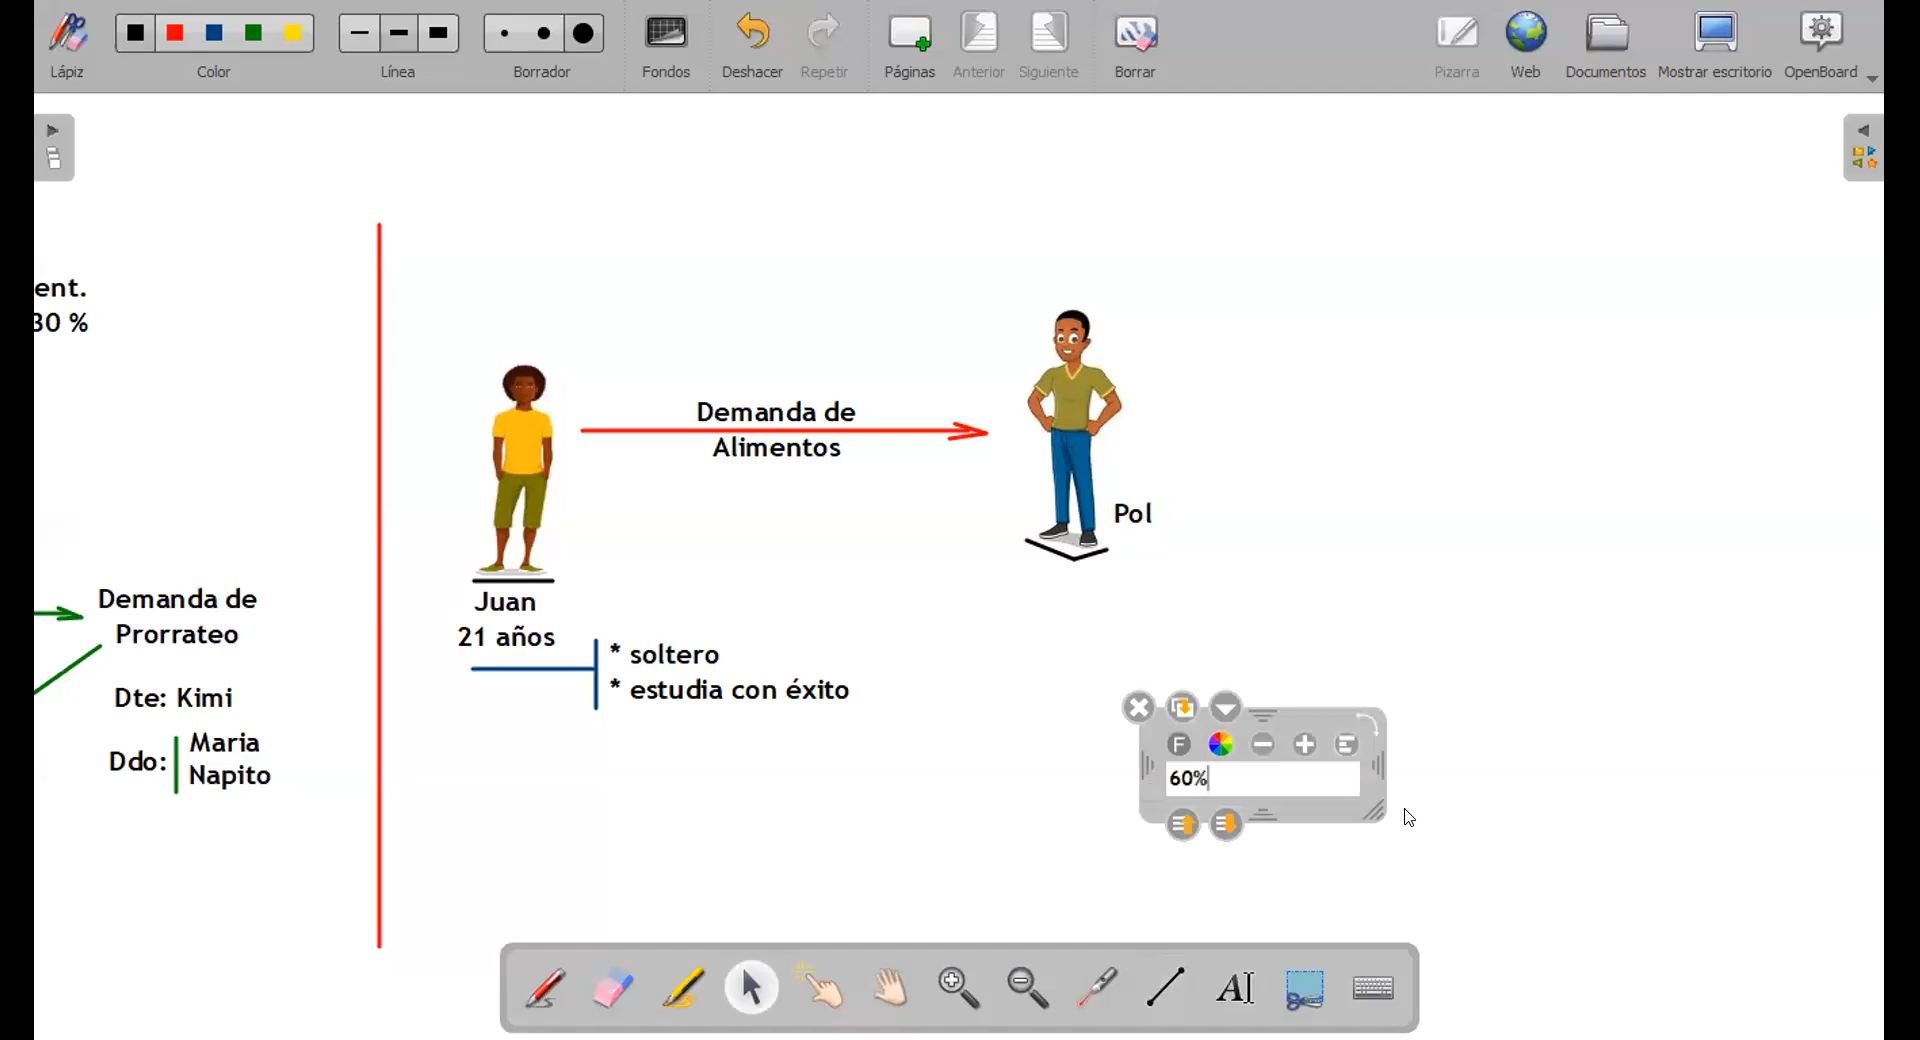 Lápiz
Color
Línea
Borrador
Fondos
Deshacer
Repetir
Páginas
Anterior
Siguiente
Borrar
Pizarra
Web
Documentos
Mostrar escritorio
OpenBoard
ent.
30 %
Demanda de
Alimentos
Pol
Juan
21 años
* soltero
* estudia con éxito
Demanda de
Prorrateo
Dte: Kimi
Ddo:
Maria
Napito
F
60%
AI